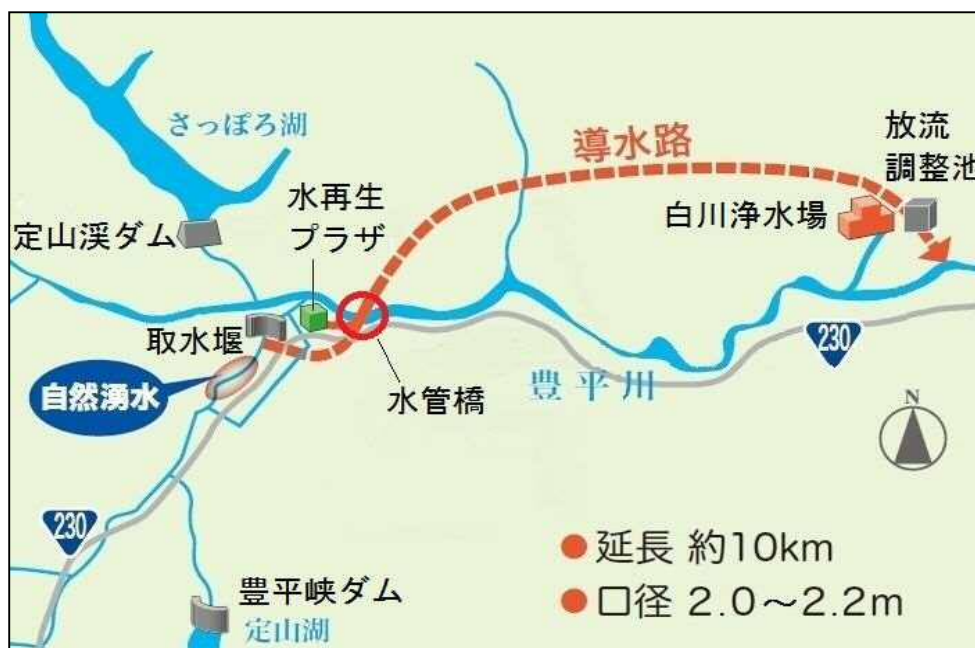 さっぽろ湖
導水路
放流
調整池
水再生
プラザ
白川浄水場
定山渓ダム
取水堰
230
自然湧水
水管橋
豊平川
N
230
延長 約10km
口径 2.0～2.2m
豊平峡ダム
定山湖